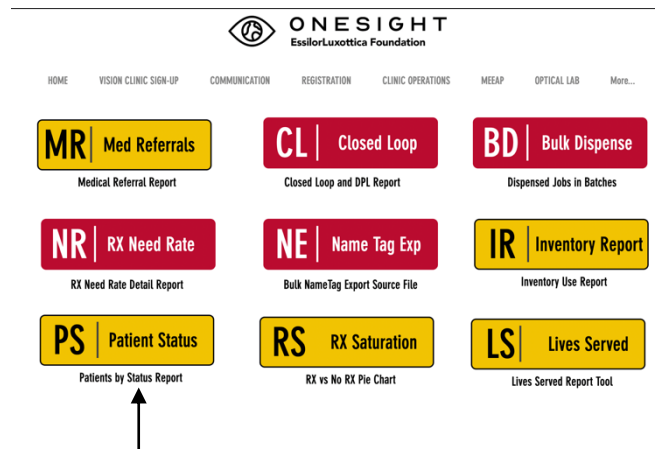 ONESIGHT
EssilorLuxottica Foundation
HOME VISION CLINIC SIGN-UP COMMUNICATION REGISTRATION CLINIC OPERATIONS MEEAP OPTICAL LAB More...
MR Med Referrals CL Closed Loop BD Bulk Dispense
Medical Referral Report Closed Loop and DPL Report Dispensed Jobs in Batches
NR RX Need Rate NE Name Tag Exp IR Inventory Report
RX Need Rate Detail Report Bulk NameTag Export Source File Inventory Use Report
PS Patient Status RS RX Saturation LS Lives Served
Patients by Status Report RX vs No RX Pie Chart Lives Served Report Tool